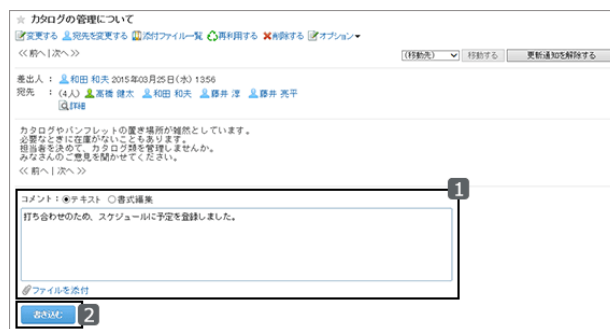 カタログの管理について
変更する 宛先を変更する 添付ファイル一覧 再利用する 削除する オプション
<<前へ|次へ>>
(移動先) 移動する 更新通知を解除する
差出人 : 和田 和夫 2015年03月25日(水) 13:56
宛先 : (4人) 高橋 健太 和田 和夫 藤井 淳 藤井 亮平
詳細
カタログやパンフレットの置き場所が雑然としています。
必要なときに在庫がないこともあります。
担当者を決めて、カタログ類を管理しませんか。
みなさんのご意見を聞かせてください。
<<前へ | 次へ>>
1
コメント : テキスト 書式編集
打ち合わせのため、スケジュールに予定を登録しました。
ファイルを添付
書き込む 2